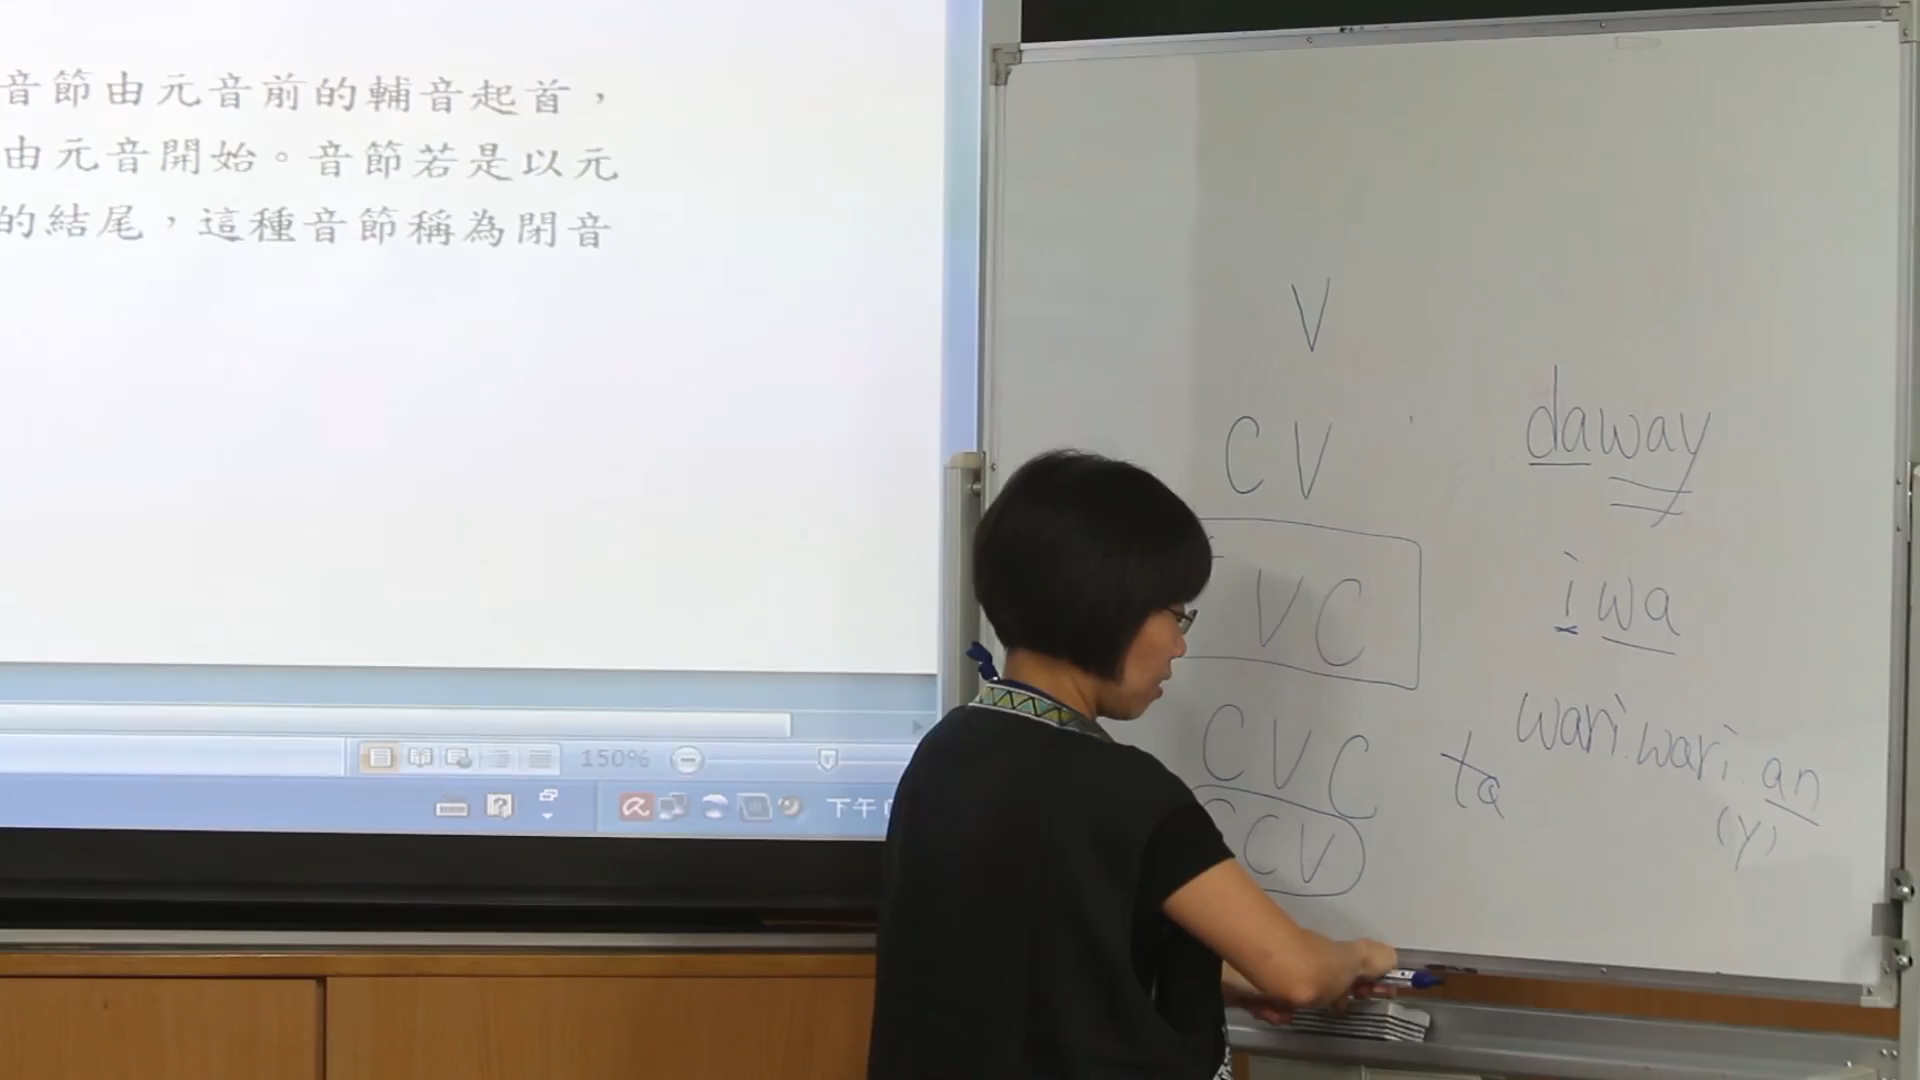 音節由元音前的輔音起首，
由元音開始。音節若是以元
的結尾，這種音節稱為閉音
150%
下午
V
CV
VC
CVC
CCV
daway
iwa
wari.wari.an
(y)
ta